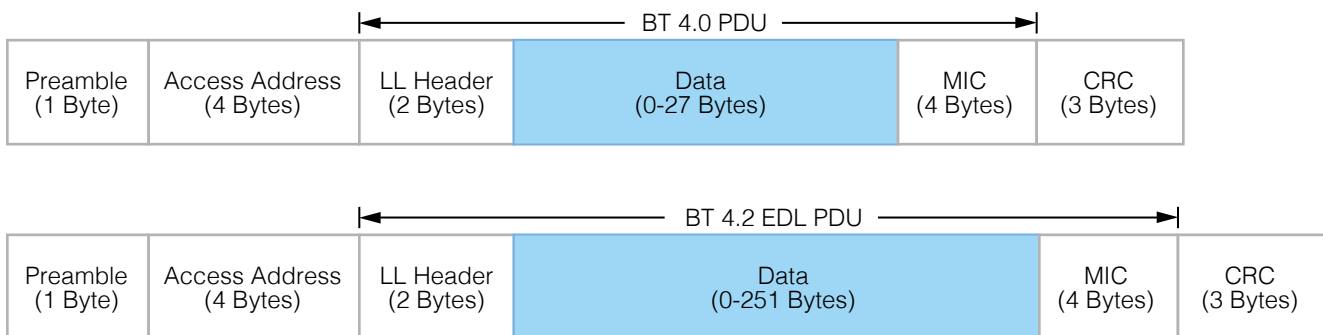 BT 4.0 PDU
Preamble
(1 Byte)
Access Address
(4 Bytes)
LL Header
(2 Bytes)
Data
(0-27 Bytes)
MIC
(4 Bytes)
CRC
(3 Bytes)
BT 4.2 EDL PDU
Preamble
(1 Byte)
Access Address
(4 Bytes)
LL Header
(2 Bytes)
Data
(0-251 Bytes)
MIC
(4 Bytes)
CRC
(3 Bytes)